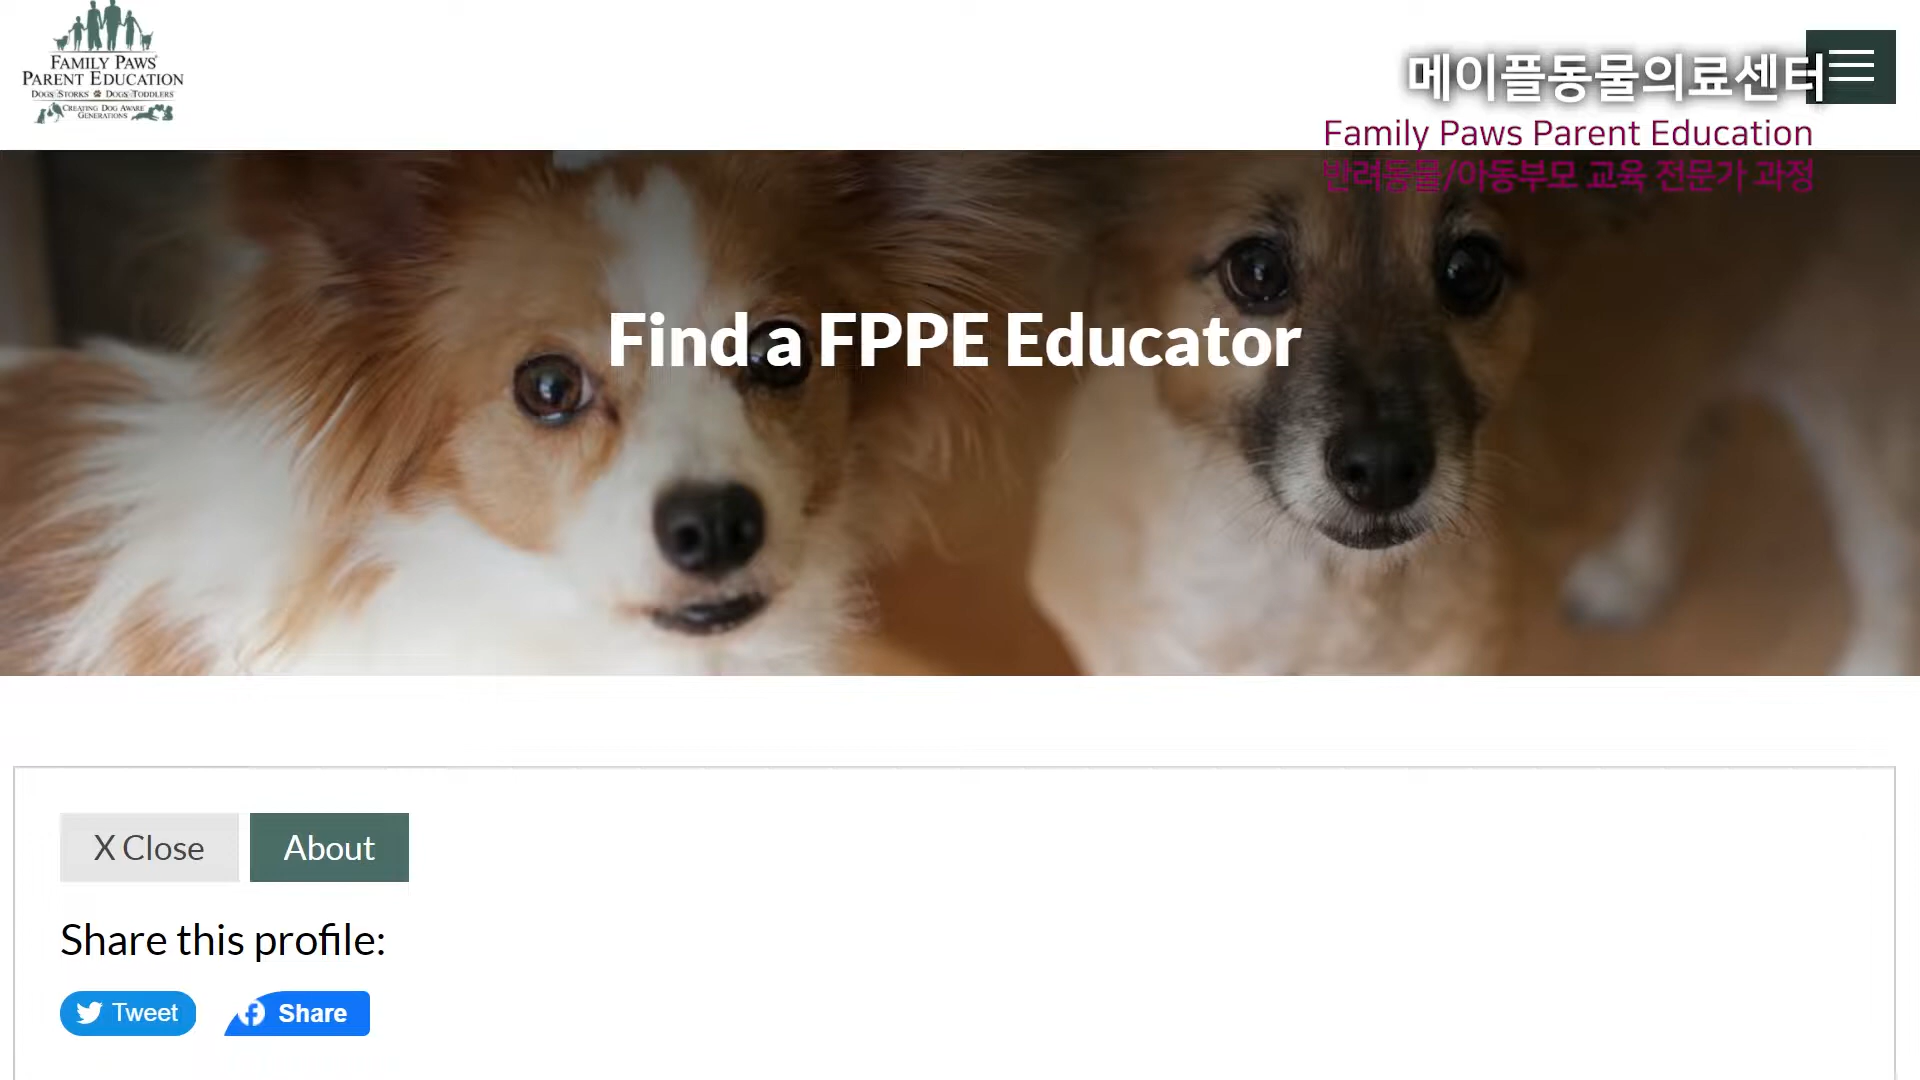 FAMILY PAWS
PARENT EDUCATION
DOGS & STORKS DOGS & TODDLERS
CREATING DOG AWARE
GENERATIONS
메이플동물의료센터
Family Paws Parent Education
반려동물/아동부모 교육 전문가 과정
Find a FPPE Educator
X Close
About
Share this profile:
Tweet
Share